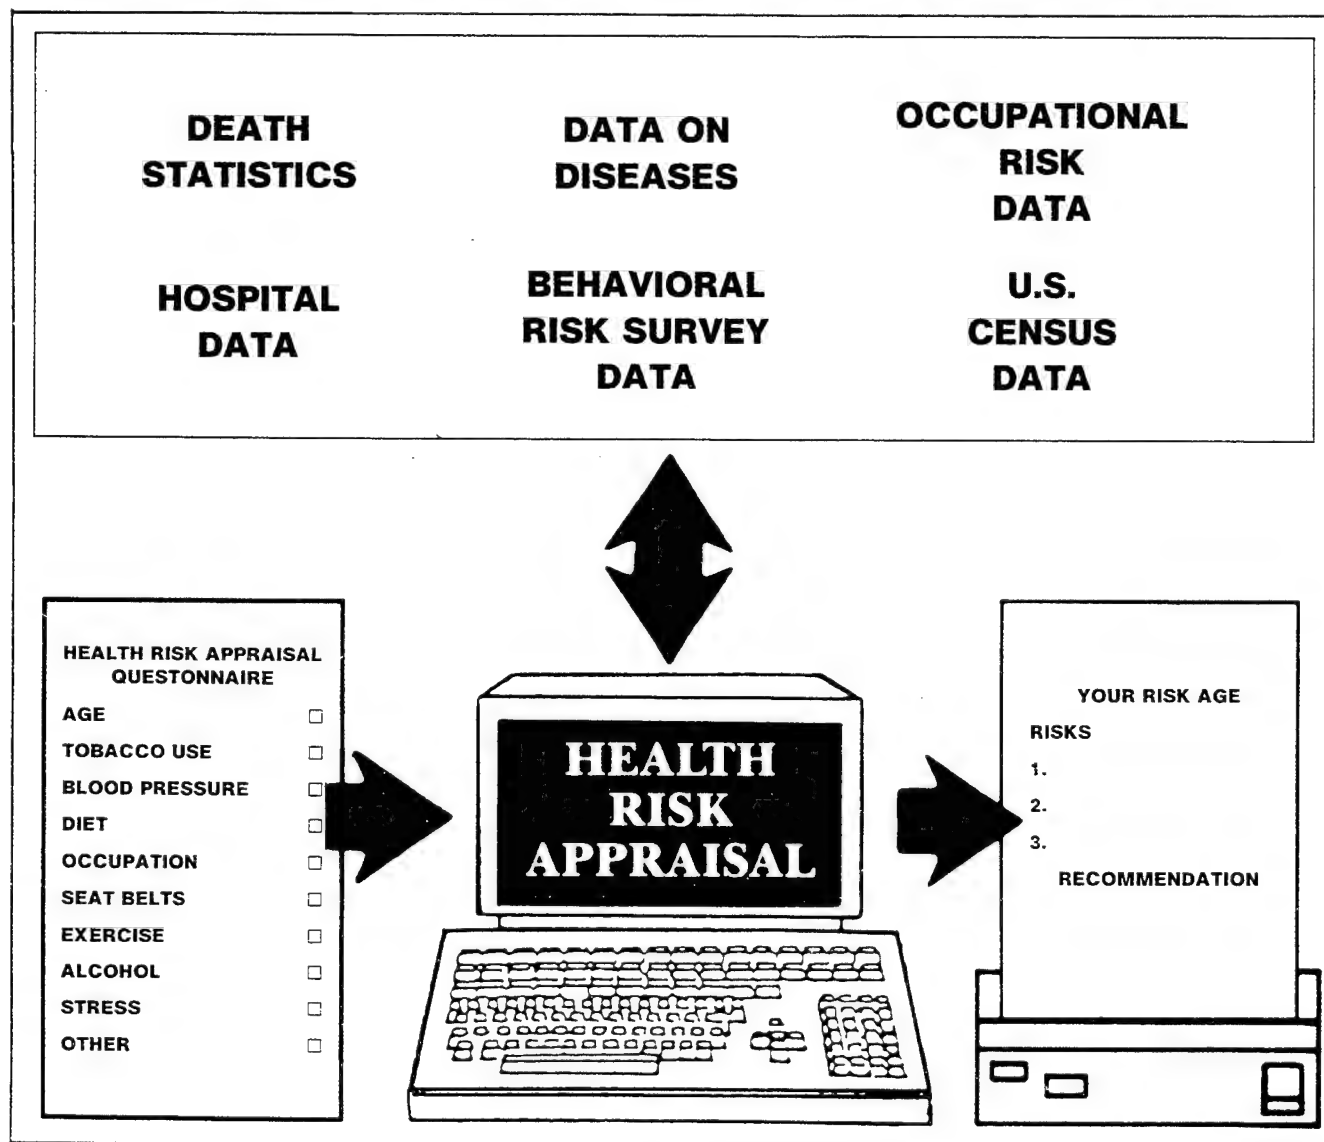 DEATH
STATISTICS
DATA ON
DISEASES
OCCUPATIONAL
RISK
DATA
HOSPITAL
DATA
BEHAVIORAL
RISK SURVEY
DATA
U.S.
CENSUS
DATA
HEALTH RISK APPRAISAL
QUESTONNAIRE
AGE
TOBACCO USE
BLOOD PRESSURE
DIET
OCCUPATION
SEAT BELTS
EXERCISE
ALCOHOL
STRESS
OTHER
HEALTH
RISK
APPRAISAL
YOUR RISK AGE
RISKS
1.
2.
3.
RECOMMENDATION